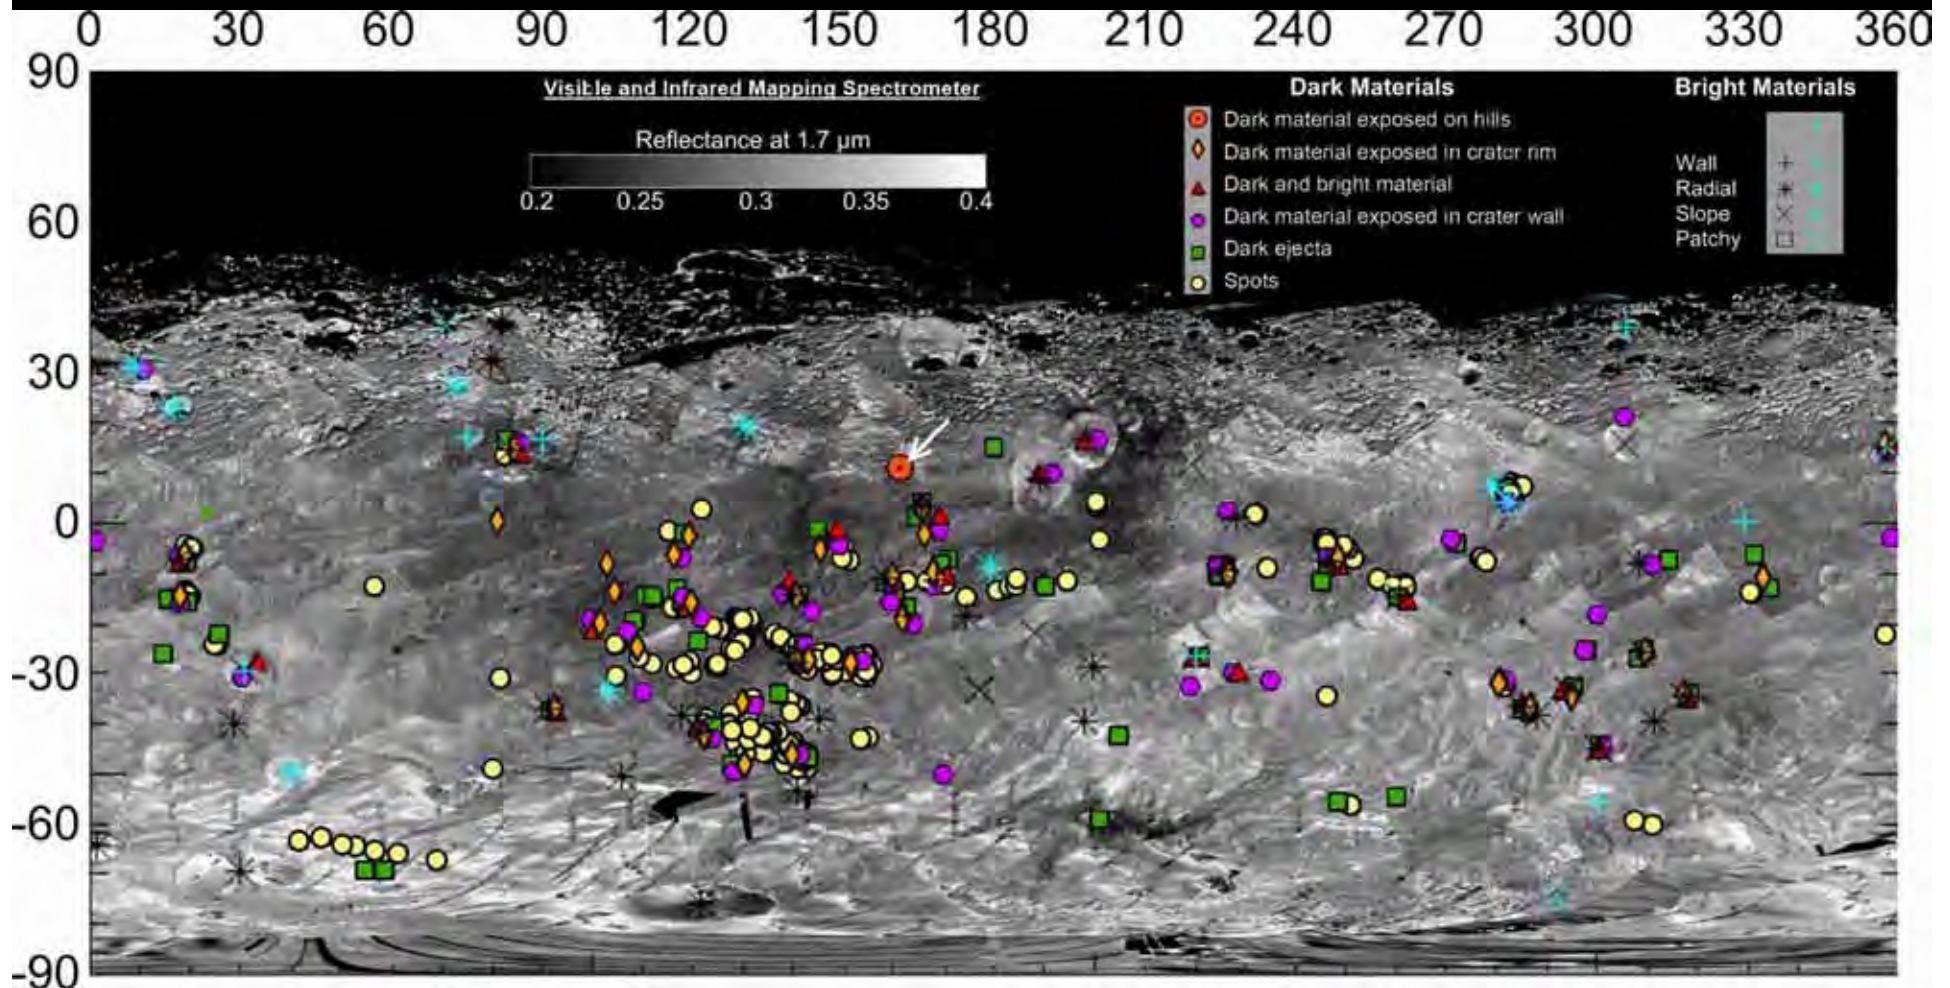 0 30 60 90 120 150 180 210 240 270 300 330 360
90
60
30
0
-30
-60
-90
Visible and Infrared Mapping Spectrometer
Reflectance at 1.7 µm
0.2 0.25 0.3 0.35 0.4
Dark Materials
Dark material exposed on hills
Dark material exposed in crater rim
Dark and bright material
Dark material exposed in crater wall
Dark ejecta
Spots
Bright Materials
Wall
Radial
Slope
Patchy